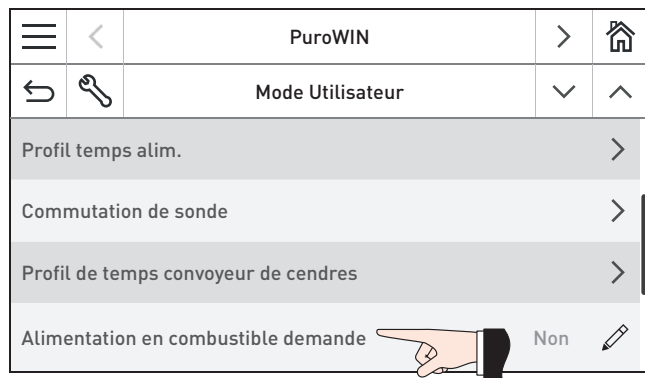 PuroWIN
Mode Utilisateur
Profil temps alim.
Commutation de sonde
Profil de temps convoyeur de cendres
Alimentation en combustible demande Non